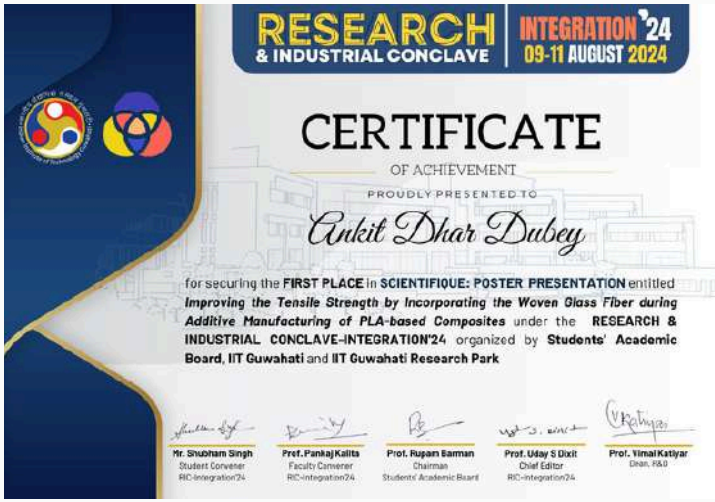 RESEARCH
& INDUSTRIAL CONCLAVE
INTEGRATION'24
09-11 AUGUST 2024
CERTIFICATE
OF ACHIEVEMENT
PROUDLY PRESENTED TO
Ankit Dhar Dubey
for securing the FIRST PLACE in SCIENTIFIQUE: POSTER PRESENTATION entitled
Improving the Tensile Strength by Incorporating the Woven Glass Fiber during
Additive Manufacturing of PLA-based Composites under the RESEARCH &
INDUSTRIAL CONCLAVE-INTEGRATION'24 organized by Students' Academic
Board, IIT Guwahati and IIT Guwahati Research Park
Mr. Shubham Singh
Student Convener
RIC-Integration'24
Prof. Pankaj Kalita
Faculty Convener
RIC-Integration'24
Prof. Rupam Barman
Chairman
Students' Academic Board
Prof. Uday S Dixit
Chief Editor
RIC-Integration'24
Prof. Vimal Katiyar
Dean, R&D